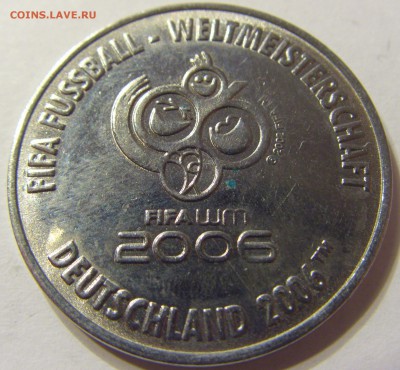 COINS.LAVE.RU
FIFA FUSSBALL - WELTMEISTERSCHAFT
FIFA WM
2006
DEUTSCHLAND 2006™